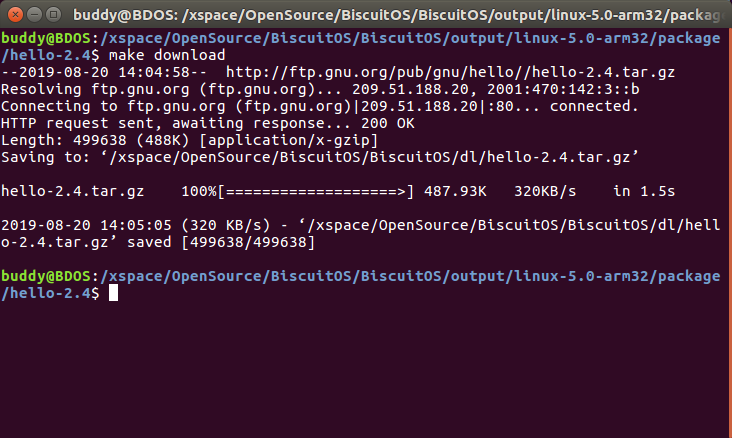 buddy@BDOS: /xspace/OpenSource/BiscuitOS/BiscuitOS/output/linux-5.0-arm32/package
buddy@BDOS:/xspace/OpenSource/BiscuitOS/BiscuitOS/output/linux-5.0-arm32/package
/hello-2.4$ make download
--2019-08-20 14:04:58--  http://ftp.gnu.org/pub/gnu/hello//hello-2.4.tar.gz
Resolving ftp.gnu.org (ftp.gnu.org)... 209.51.188.20, 2001:470:142:3::b
Connecting to ftp.gnu.org (ftp.gnu.org)|209.51.188.20|:80... connected.
HTTP request sent, awaiting response... 200 OK
Length: 499638 (488K) [application/x-gzip]
Saving to: ‘/xspace/OpenSource/BiscuitOS/BiscuitOS/dl/hello-2.4.tar.gz’
hello-2.4.tar.gz    100%[===================>] 487.93K   320KB/s    in 1.5s
2019-08-20 14:05:05 (320 KB/s) - ‘/xspace/OpenSource/BiscuitOS/BiscuitOS/dl/hell
o-2.4.tar.gz’ saved [499638/499638]
buddy@BDOS:/xspace/OpenSource/BiscuitOS/BiscuitOS/output/linux-5.0-arm32/package
/hello-2.4$